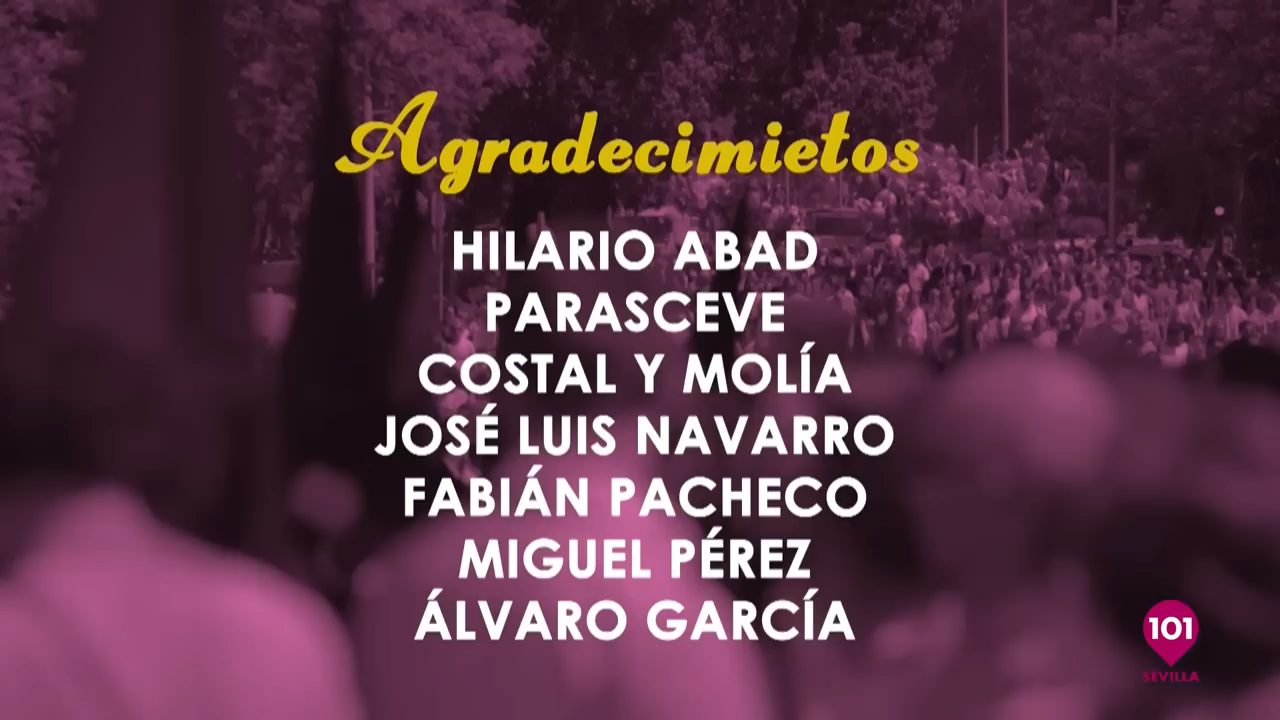 Agradecimietos
HILARIO ABAD
PARASCEVE
COSTAL Y MOLÍA
JOSÉ LUIS NAVARRO
FABIÁN PACHECO
MIGUEL PÉREZ
ÁLVARO GARCÍA
101
SEVILLA